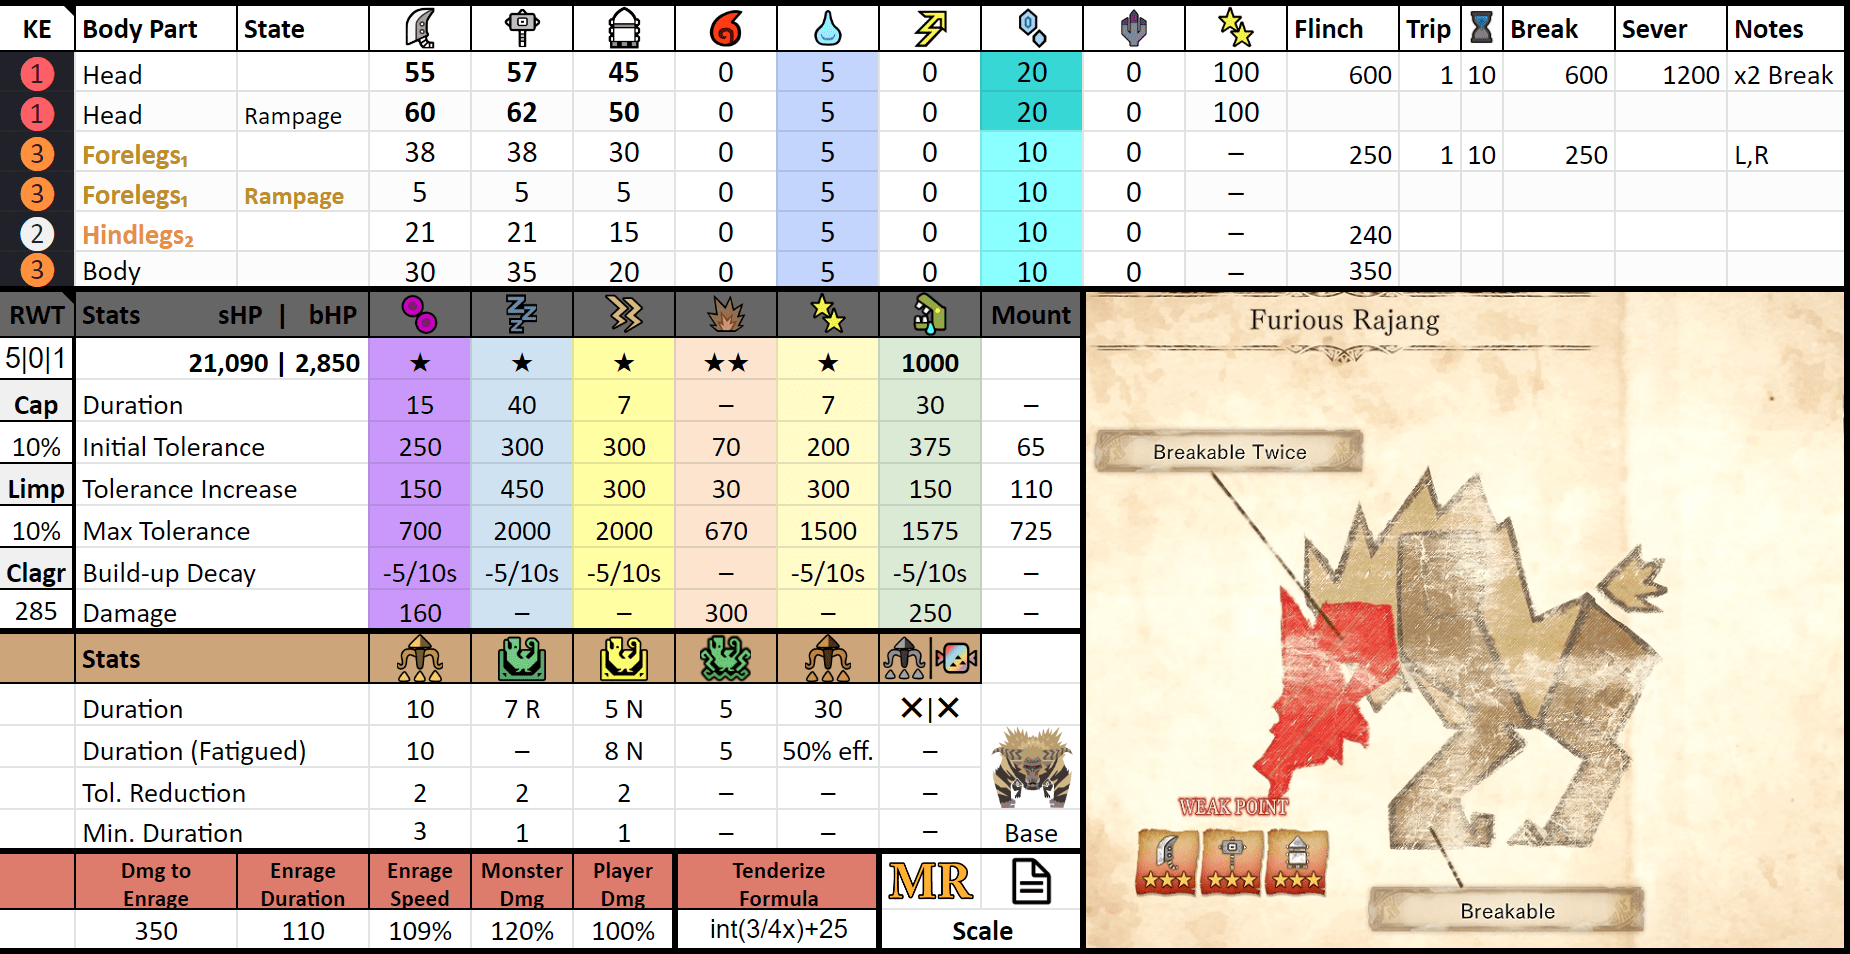 KE Body Part State Flinch Trip Break Sever Notes
1 Head 55 57 45 0 5 0 20 0 100 600 1 10 600 1200 x2 Break
1 Head Rampage 60 62 50 0 5 0 20 0 100
3 Forelegs₁ 38 38 30 0 5 0 10 0 – 250 1 10 250 L,R
3 Forelegs₁ Rampage 5 5 5 0 5 0 10 0 –
2 Hindlegs₂ 21 21 15 0 5 0 10 0 – 240
3 Body 30 35 20 0 5 0 10 0 – 350
RWT Stats sHP | bHP Mount
5|0|1 21,090 | 2,850 ★ ★ ★ ★★ ★ 1000
Cap Duration 15 40 7 – 7 30 –
10% Initial Tolerance 250 300 300 70 200 375 65
Limp Tolerance Increase 150 450 300 30 300 150 110
10% Max Tolerance 700 2000 2000 670 1500 1575 725
Clagr Build-up Decay -5/10s -5/10s -5/10s – -5/10s -5/10s –
285 Damage 160 – – 300 – 250 –
Stats
Duration 10 7 R 5 N 5 30 ✕|✕
Duration (Fatigued) 10 – 8 N 5 50% eff. –
Tol. Reduction 2 2 2 – – –
Min. Duration 3 1 1 – – – Base
Dmg to Enrage Enrage Duration Enrage Speed Monster Dmg Player Dmg Tenderize Formula MR
350 110 109% 120% 100% int(3/4x)+25 Scale
Furious Rajang
Breakable Twice
WEAK POINT
Breakable